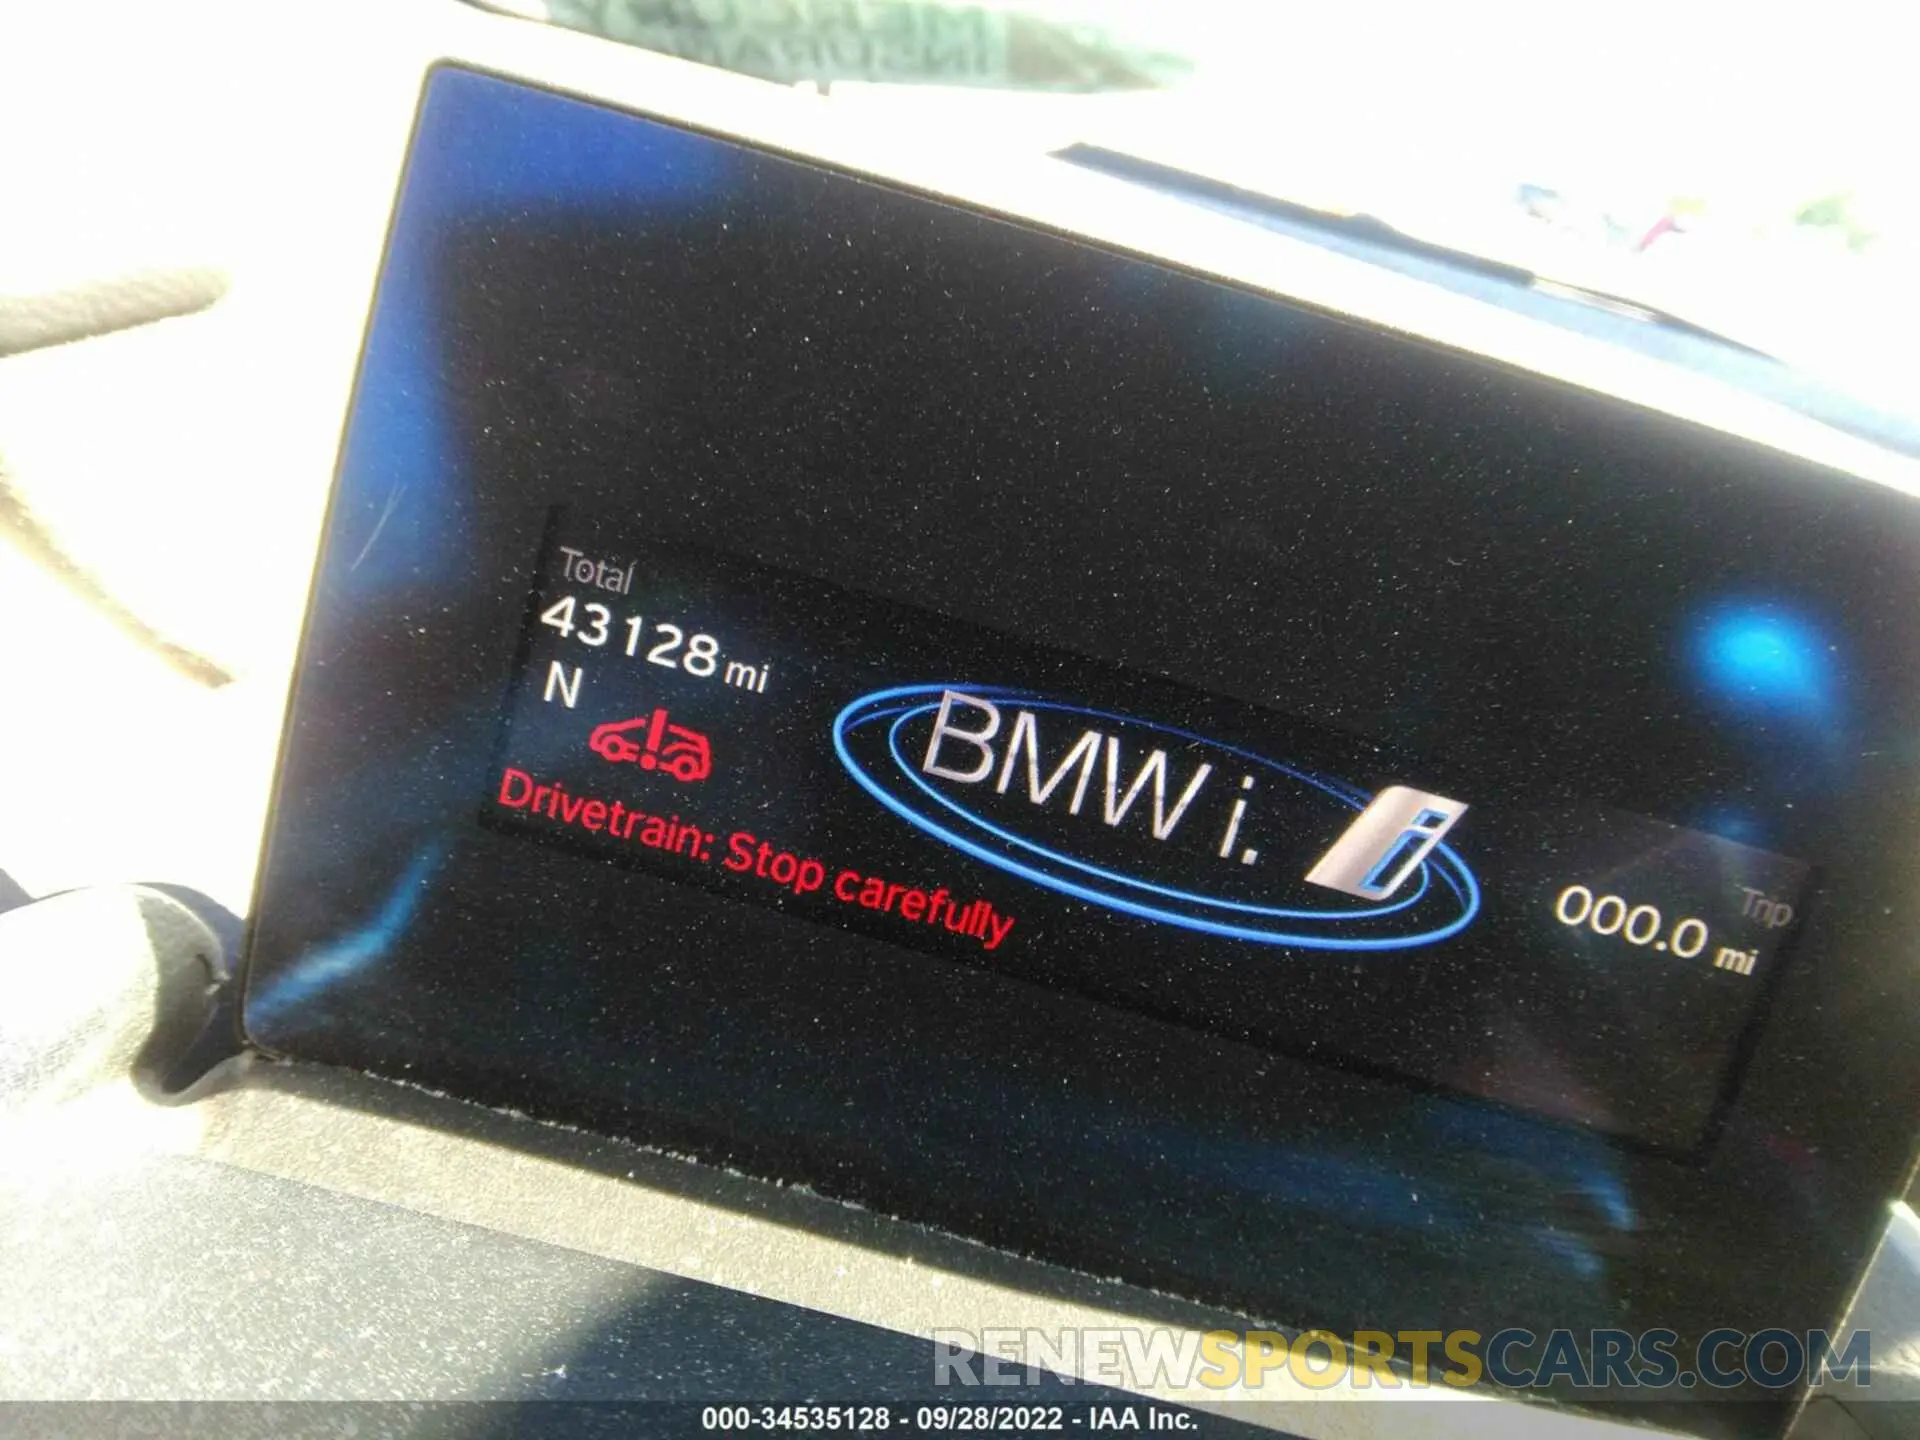 Total
43128 mi
N
Drivetrain: Stop carefully
BMW i.
i
Trip
000.0 mi
RENEWSPORTSCARS.COM
000-34535128 - 09/28/2022 - IAA Inc.